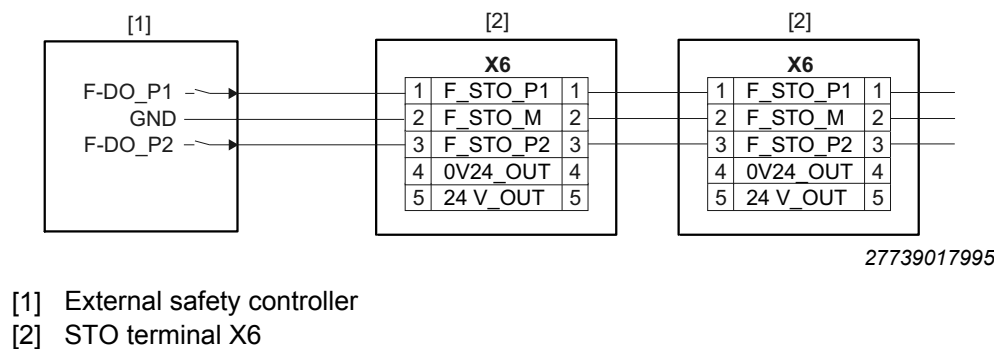 [1] [2] [2]
X6 X6
F-DO_P1 1 F_STO_P1 1 1 F_STO_P1 1
GND 2 F_STO_M 2 2 F_STO_M 2
F-DO_P2 3 F_STO_P2 3 3 F_STO_P2 3
4 0V24_OUT 4 4 0V24_OUT 4
5 24 V_OUT 5 5 24 V_OUT 5
27739017995
[1] External safety controller
[2] STO terminal X6